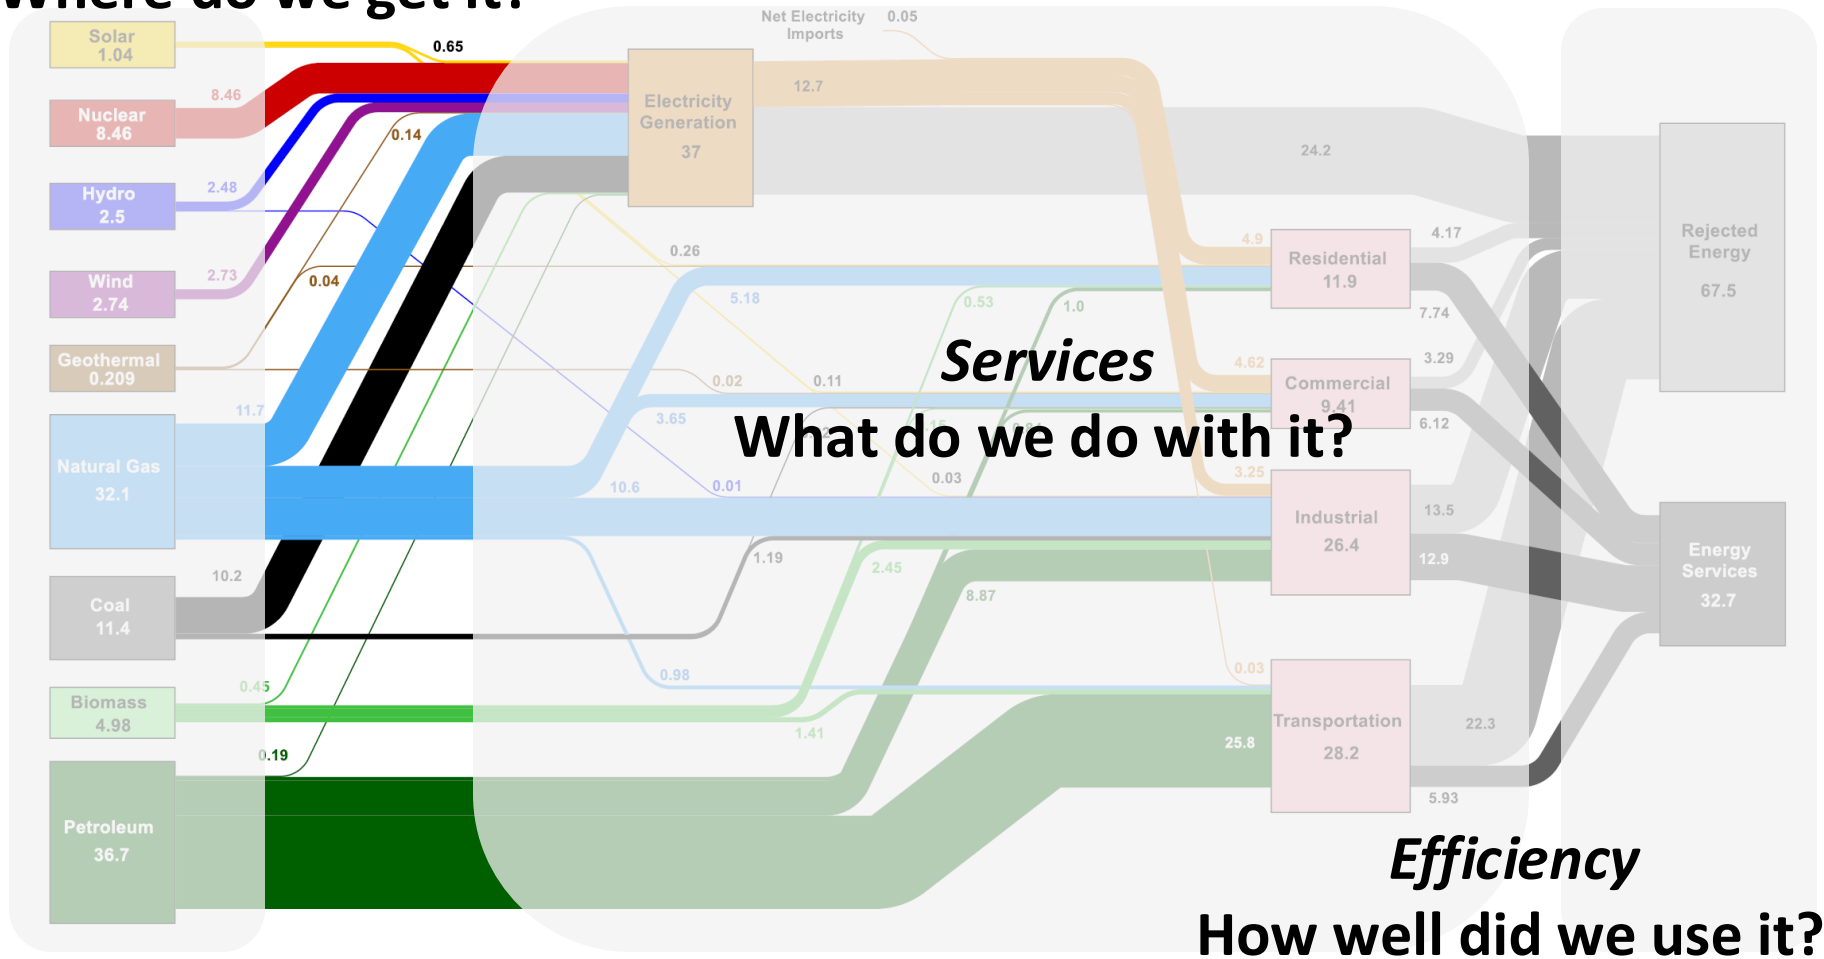 Where do we get it?
Net Electricity
Imports
0.05
Solar
1.04
0.65
Nuclear
8.46
8.46
Electricity
Generation
37
12.7
0.14
24.2
Hydro
2.5
2.48
Wind
2.74
2.73
0.04
0.26
4.9
Residential
11.9
4.17
7.74
Rejected
Energy
67.5
5.18
0.53
1.0
Geothermal
0.209
0.02
0.11
4.62
Commercial
9.41
3.29
6.12
Services
What do we do with it?
11.7
3.65
Natural Gas
32.1
10.6
0.01
0.03
3.25
Industrial
26.4
13.5
12.9
Energy
Services
32.7
1.19
2.45
8.87
Coal
11.4
10.2
0.98
0.03
Biomass
4.98
0.45
1.41
Transportation
28.2
25.8
22.3
5.93
0.19
Petroleum
36.7
Efficiency
How well did we use it?